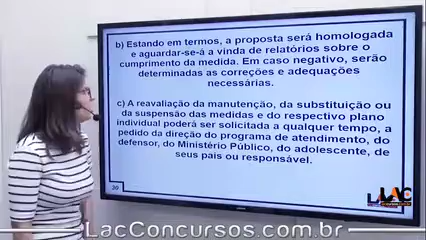 b) Estando em termos, a proposta será homologada
e aguardar-se-á a vinda de relatórios sobre o
cumprimento da medida. Em caso negativo, serão
determinadas as correções e adequações
necessárias.
c) A reavaliação da manutenção, da substituição ou
da suspensão das medidas e do respectivo plano
individual poderá ser solicitada a qualquer tempo, a
pedido da direção do programa de atendimento, do
defensor, do Ministério Público, do adolescente, de
seus pais ou responsável.
30
LAC
LacConcursos.com.br